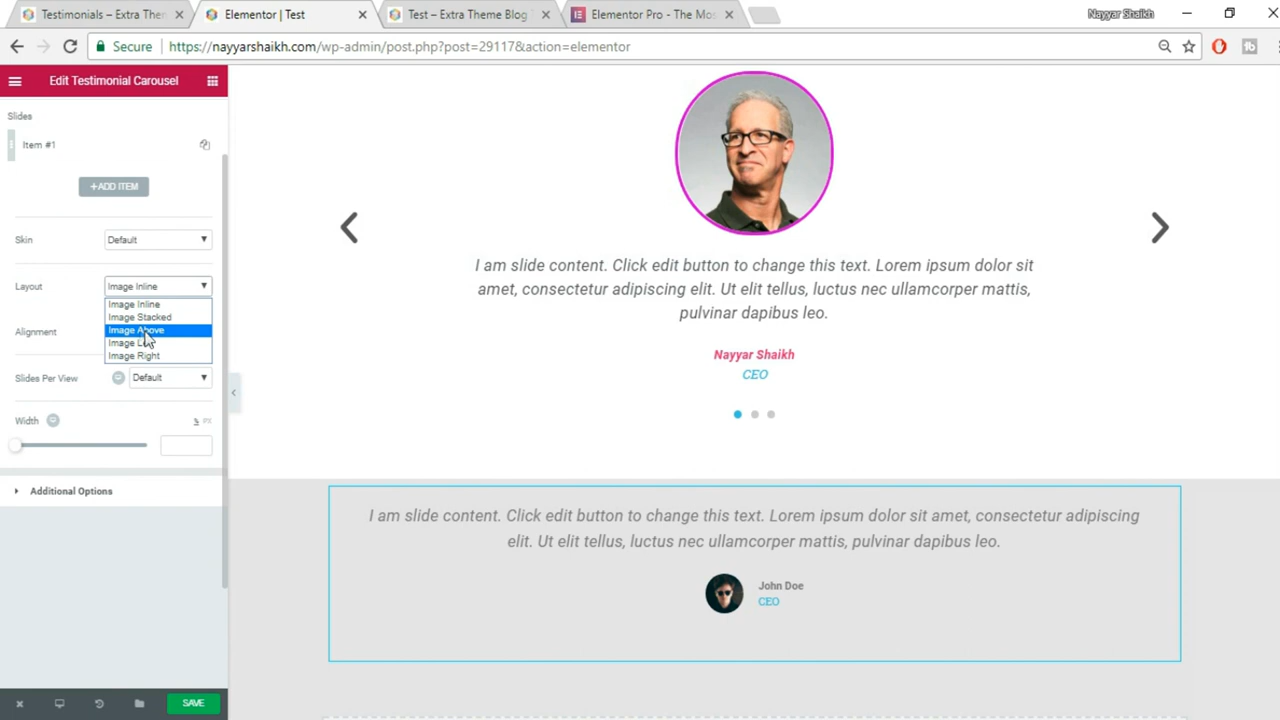 Testimonials – Extra Then
Elementor | Test
Test – Extra Theme Blog
Elementor Pro - The Mos
Nayyar Shaikh
Secure
https://nayyarshaikh.com/wp-admin/post.php?post=29117&action=elementor
Edit Testimonial Carousel
Slides
Item #1
+ADD ITEM
Skin
Default
Layout
Image Inline
Image Inline
Image Stacked
Image Above
Image
Image Right
Alignment
Slides Per View
Default
Width
% PX
Additional Options
SAVE
I am slide content. Click edit button to change this text. Lorem ipsum dolor sit
amet, consectetur adipiscing elit. Ut elit tellus, luctus nec ullamcorper mattis,
pulvinar dapibus leo.
Nayyar Shaikh
CEO
I am slide content. Click edit button to change this text. Lorem ipsum dolor sit amet, consectetur adipiscing
elit. Ut elit tellus, luctus nec ullamcorper mattis, pulvinar dapibus leo.
John Doe
CEO